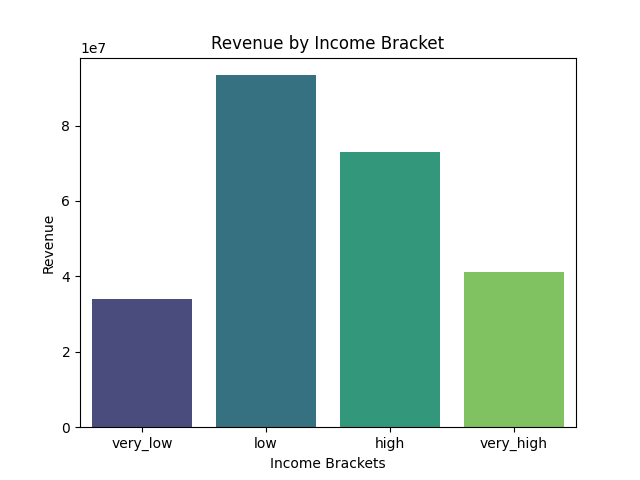 Revenue by Income Bracket
1e7
8
6
4
2
0
Revenue
very_low low high very_high
Income Brackets